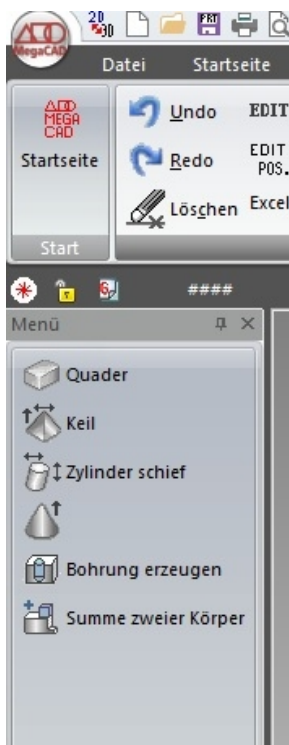 2D
3D
PRT
MegaCAD
Datei Startseite
MEGA
CAD
Startseite
Undo EDIT
Redo EDIT
POS.
Löschen Excel
Start
####
Menü
Quader
Keil
Zylinder schief
Bohrung erzeugen
Summe zweier Körper